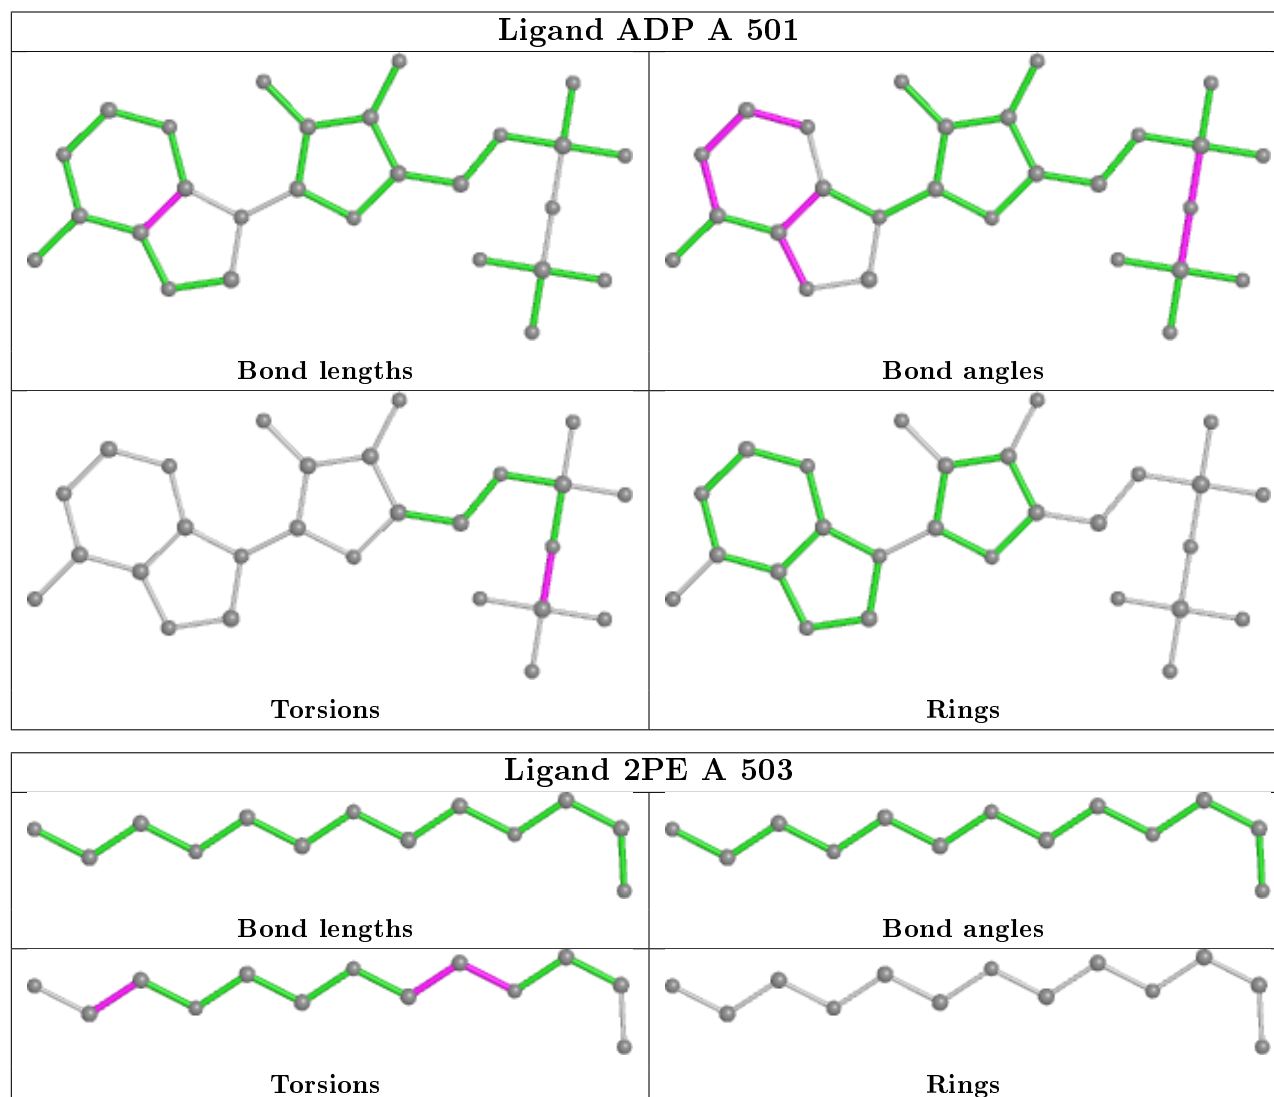 Ligand ADP A 501
Bond lengths
Bond angles
Torsions
Rings
Ligand 2PE A 503
Bond lengths
Bond angles
Torsions
Rings